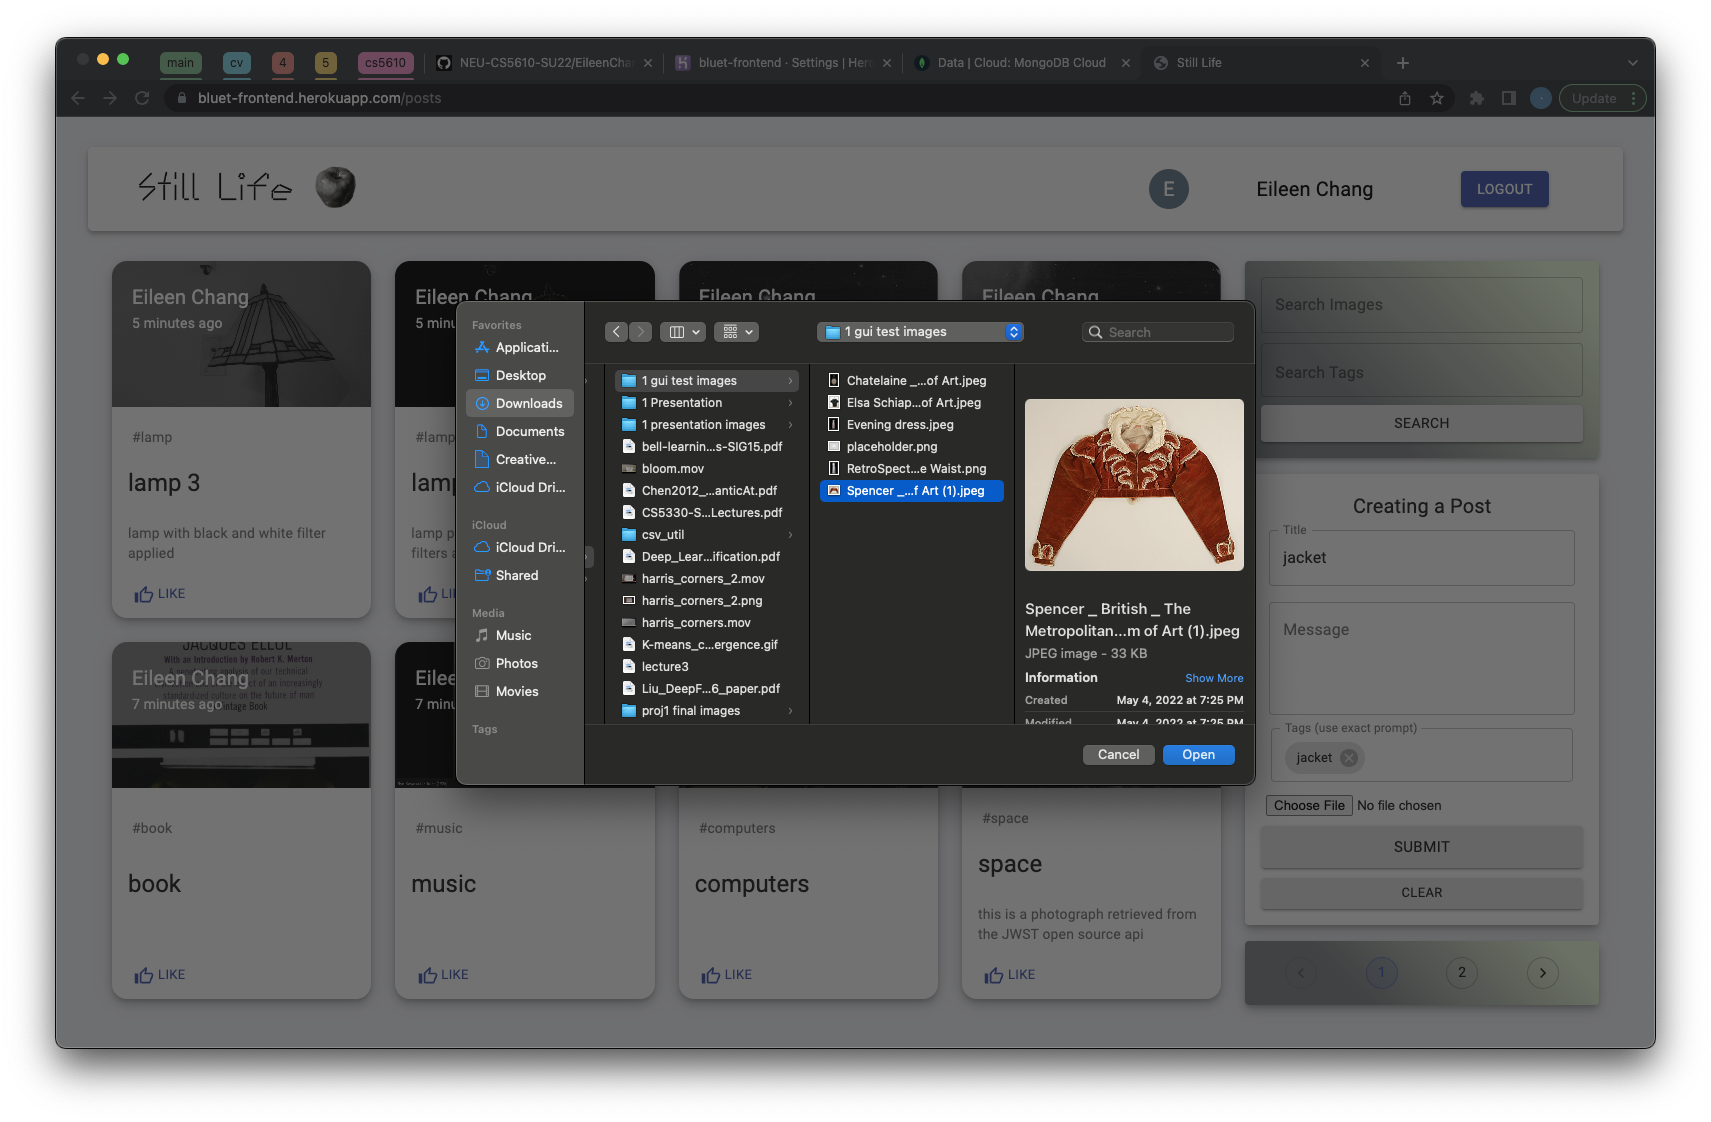 main
cv
4
5
cs5610
NEU-CS5610-SU22/EileenChar
bluet-frontend · Settings | Her
Data | Cloud: MongoDB Cloud
Still Life
bluet-frontend.herokuapp.com/posts
Update
Still Life
E
Eileen Chang
LOGOUT
Eileen Chang
5 minutes ago
#lamp
lamp 3
lamp with black and white filter
applied
LIKE
Eileen Chang
5 minu
#lamp
lamp
lamp p
filters a
LI
Eileen Chang
Eileen Chang
Favorites
Applicati...
Desktop
Downloads
Documents
Creative...
iCloud Dri...
iCloud
iCloud Dri...
Shared
Media
Music
Photos
Movies
Tags
1 gui test images
Search
1 gui test images
1 Presentation
1 presentation images
bell-learnin...s-SIG15.pdf
bloom.mov
Chen2012_...anticAt.pdf
CS5330-S...Lectures.pdf
csv_util
Deep_Lear...ification.pdf
harris_corners_2.mov
harris_corners_2.png
harris_corners.mov
K-means_c...ergence.gif
lecture3
Liu_DeepF...6_paper.pdf
proj1 final images
Chatelaine _...of Art.jpeg
Elsa Schiap...of Art.jpeg
Evening dress.jpeg
placeholder.png
RetroSpect...e Waist.png
Spencer _...f Art (1).jpeg
Spencer _ British _ The
Metropolitan...m of Art (1).jpeg
JPEG image - 33 KB
Information
Show More
Created
May 4, 2022 at 7:25 PM
Modified
May 4, 2022 at 7:25 PM
Cancel
Open
JACQUES ELLUL
With an Introduction by Robert K. Merton
Eileen Chang
7 minutes ago
Vintage Book
#book
book
LIKE
Eilee
7 minu
#music
music
LIKE
#computers
computers
LIKE
#space
space
this is a photograph retrieved from
the JWST open source api
LIKE
Search Images
Search Tags
SEARCH
Creating a Post
Title
jacket
Message
Tags (use exact prompt)
jacket
Choose File No file chosen
SUBMIT
CLEAR
1
2